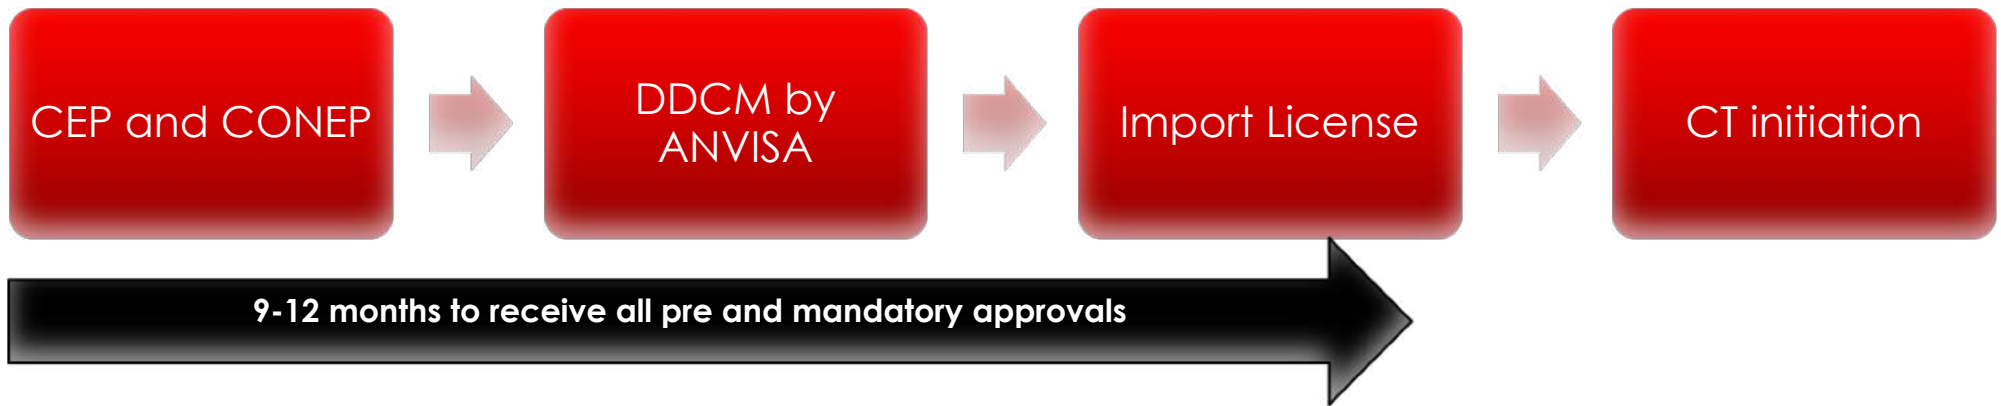 CEP and CONEP
DDCM by
ANVISA
Import License
CT initiation
9-12 months to receive all pre and mandatory approvals